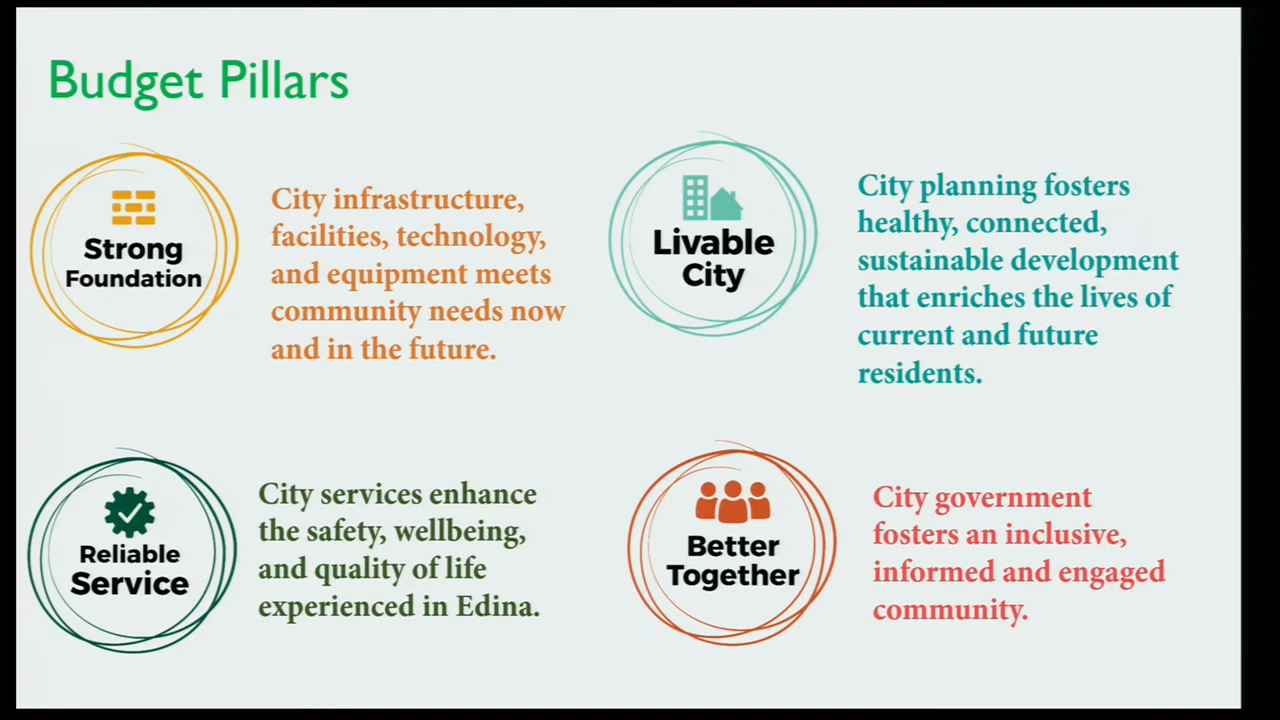 Budget Pillars
Strong
Foundation
City infrastructure,
facilities, technology,
and equipment meets
community needs now
and in the future.
Livable
City
City planning fosters
healthy, connected,
sustainable development
that enriches the lives of
current and future
residents.
Reliable
Service
City services enhance
the safety, wellbeing,
and quality of life
experienced in Edina.
Better
Together
City government
fosters an inclusive,
informed and engaged
community.